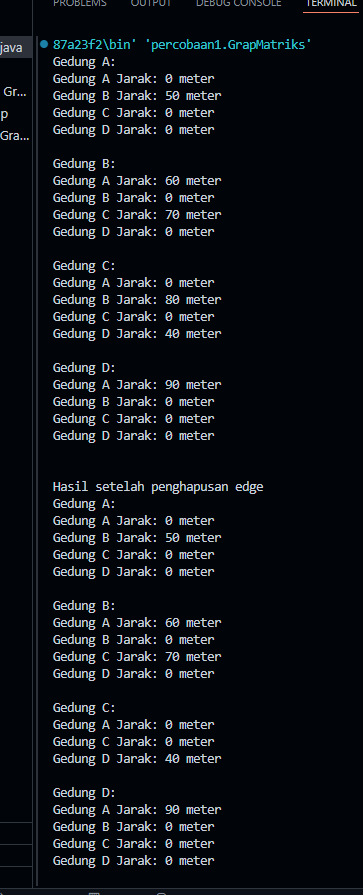 PROBLEMS OUTPUT DEBUG CONSOLE TERMINAL
java
Gr...
p
Gra...
87a23f2\bin' 'percobaan1.GrapMatriks'
Gedung A:
Gedung A Jarak: 0 meter
Gedung B Jarak: 50 meter
Gedung C Jarak: 0 meter
Gedung D Jarak: 0 meter
Gedung B:
Gedung A Jarak: 60 meter
Gedung B Jarak: 0 meter
Gedung C Jarak: 70 meter
Gedung D Jarak: 0 meter
Gedung C:
Gedung A Jarak: 0 meter
Gedung B Jarak: 80 meter
Gedung C Jarak: 0 meter
Gedung D Jarak: 40 meter
Gedung D:
Gedung A Jarak: 90 meter
Gedung B Jarak: 0 meter
Gedung C Jarak: 0 meter
Gedung D Jarak: 0 meter
Hasil setelah penghapusan edge
Gedung A:
Gedung A Jarak: 0 meter
Gedung B Jarak: 50 meter
Gedung C Jarak: 0 meter
Gedung D Jarak: 0 meter
Gedung B:
Gedung A Jarak: 60 meter
Gedung B Jarak: 0 meter
Gedung C Jarak: 70 meter
Gedung D Jarak: 0 meter
Gedung C:
Gedung A Jarak: 0 meter
Gedung C Jarak: 0 meter
Gedung D Jarak: 40 meter
Gedung D:
Gedung A Jarak: 90 meter
Gedung B Jarak: 0 meter
Gedung C Jarak: 0 meter
Gedung D Jarak: 0 meter